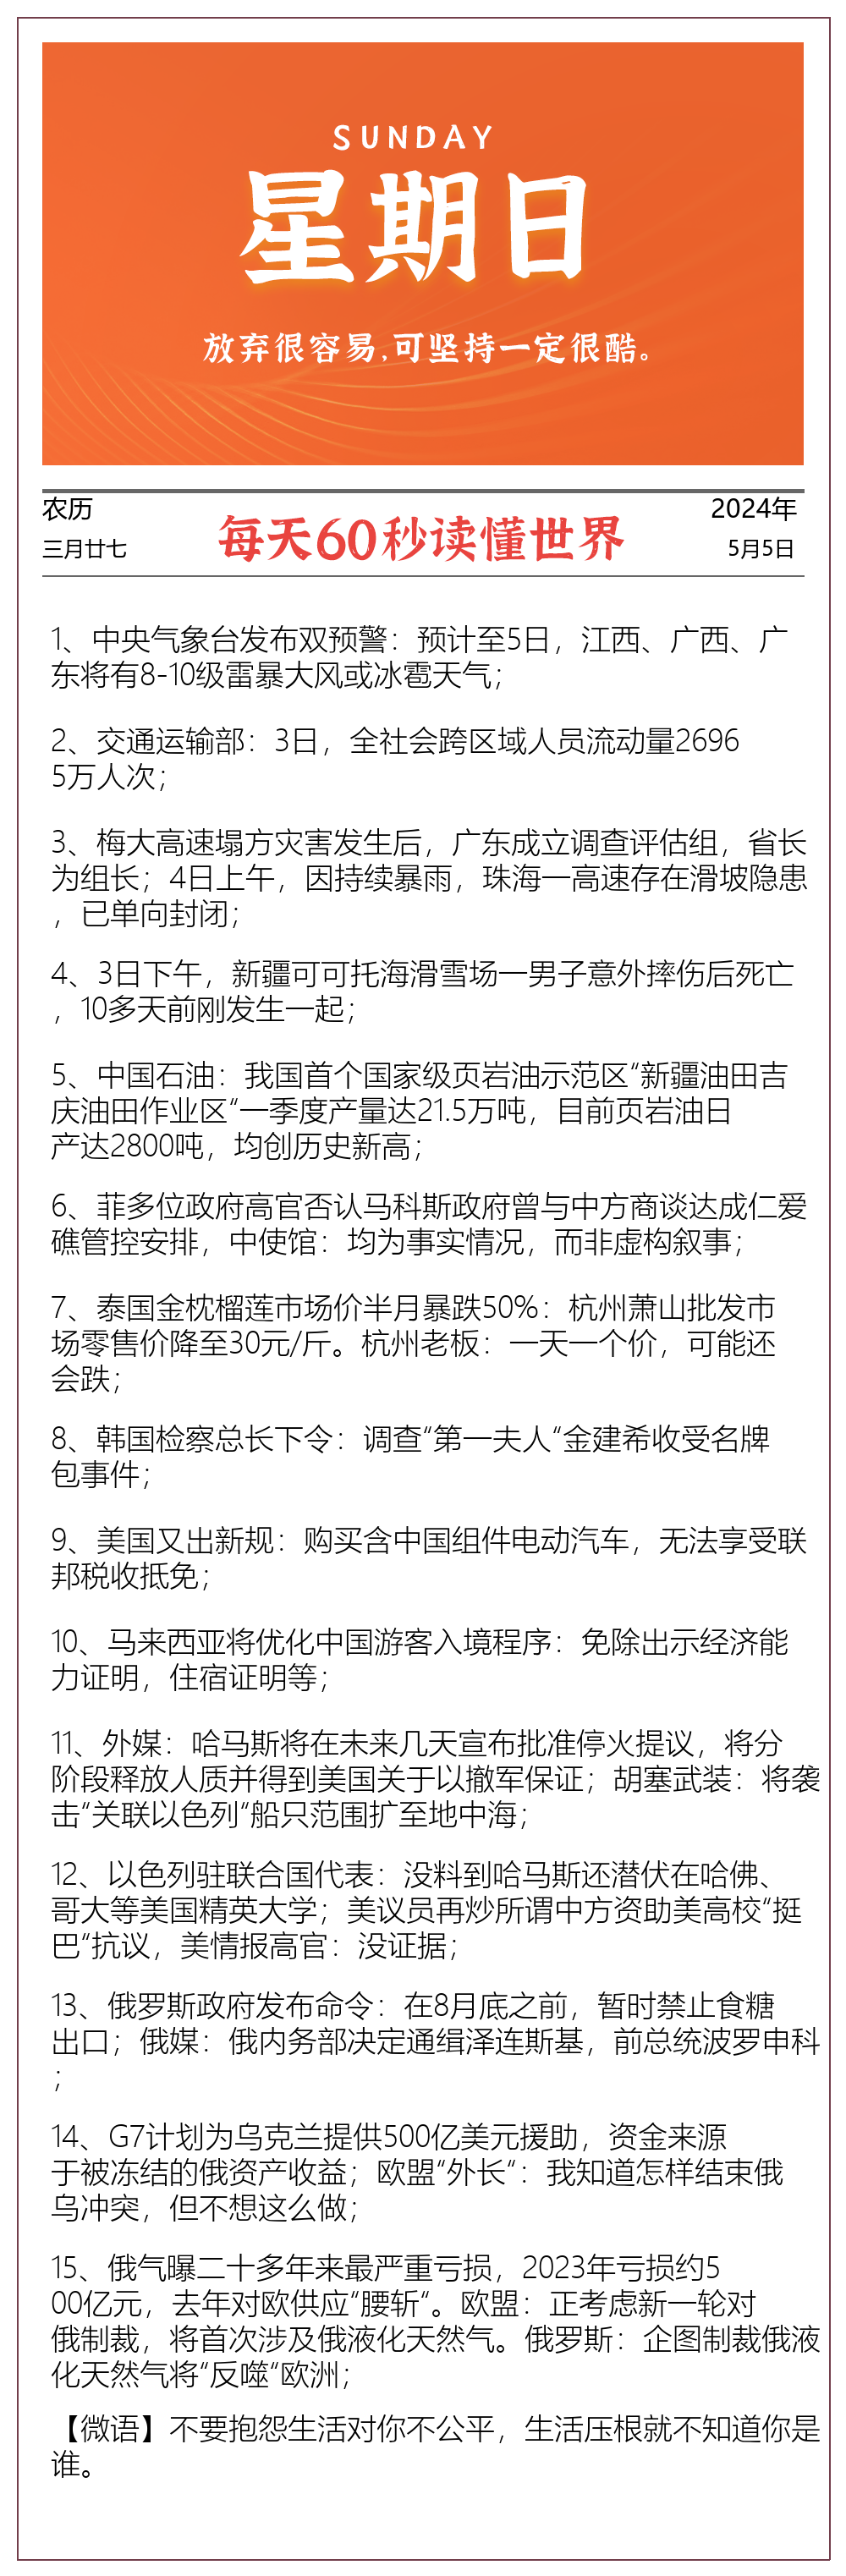 SUNDAY
星期日
放弃很容易,可坚持一定很酷。
农历
三月廿七
每天60秒读懂世界
2024年
5月5日
1、中央气象台发布双预警：预计至5日，江西、广西、广
东将有8-10级雷暴大风或冰雹天气；
2、交通运输部：3日，全社会跨区域人员流动量2696
5万人次；
3、梅大高速塌方灾害发生后，广东成立调查评估组，省长
为组长；4日上午，因持续暴雨，珠海一高速存在滑坡隐患
，已单向封闭；
4、3日下午，新疆可可托海滑雪场一男子意外摔伤后死亡
，10多天前刚发生一起；
5、中国石油：我国首个国家级页岩油示范区“新疆油田吉
庆油田作业区“一季度产量达21.5万吨，目前页岩油日
产达2800吨，均创历史新高；
6、菲多位政府高官否认马科斯政府曾与中方商谈达成仁爱
礁管控安排，中使馆：均为事实情况，而非虚构叙事；
7、泰国金枕榴莲市场价半月暴跌50%：杭州萧山批发市
场零售价降至30元/斤。杭州老板：一天一个价，可能还
会跌；
8、韩国检察总长下令：调查“第一夫人“金建希收受名牌
包事件；
9、美国又出新规：购买含中国组件电动汽车，无法享受联
邦税收抵免；
10、马来西亚将优化中国游客入境程序：免除出示经济能
力证明，住宿证明等；
11、外媒：哈马斯将在未来几天宣布批准停火提议，将分
阶段释放人质并得到美国关于以撤军保证；胡塞武装：将袭
击“关联以色列“船只范围扩至地中海；
12、以色列驻联合国代表：没料到哈马斯还潜伏在哈佛、
哥大等美国精英大学；美议员再炒所谓中方资助美高校“挺
巴“抗议，美情报高官：没证据；
13、俄罗斯政府发布命令：在8月底之前，暂时禁止食糖
出口；俄媒：俄内务部决定通缉泽连斯基，前总统波罗申科
；
14、G7计划为乌克兰提供500亿美元援助，资金来源
于被冻结的俄资产收益；欧盟“外长“：我知道怎样结束俄
乌冲突，但不想这么做；
15、俄气曝二十多年来最严重亏损，2023年亏损约5
00亿元，去年对欧供应“腰斩“。欧盟：正考虑新一轮对
俄制裁，将首次涉及俄液化天然气。俄罗斯：企图制裁俄液
化天然气将“反噬“欧洲；
【微语】不要抱怨生活对你不公平，生活压根就不知道你是
谁。